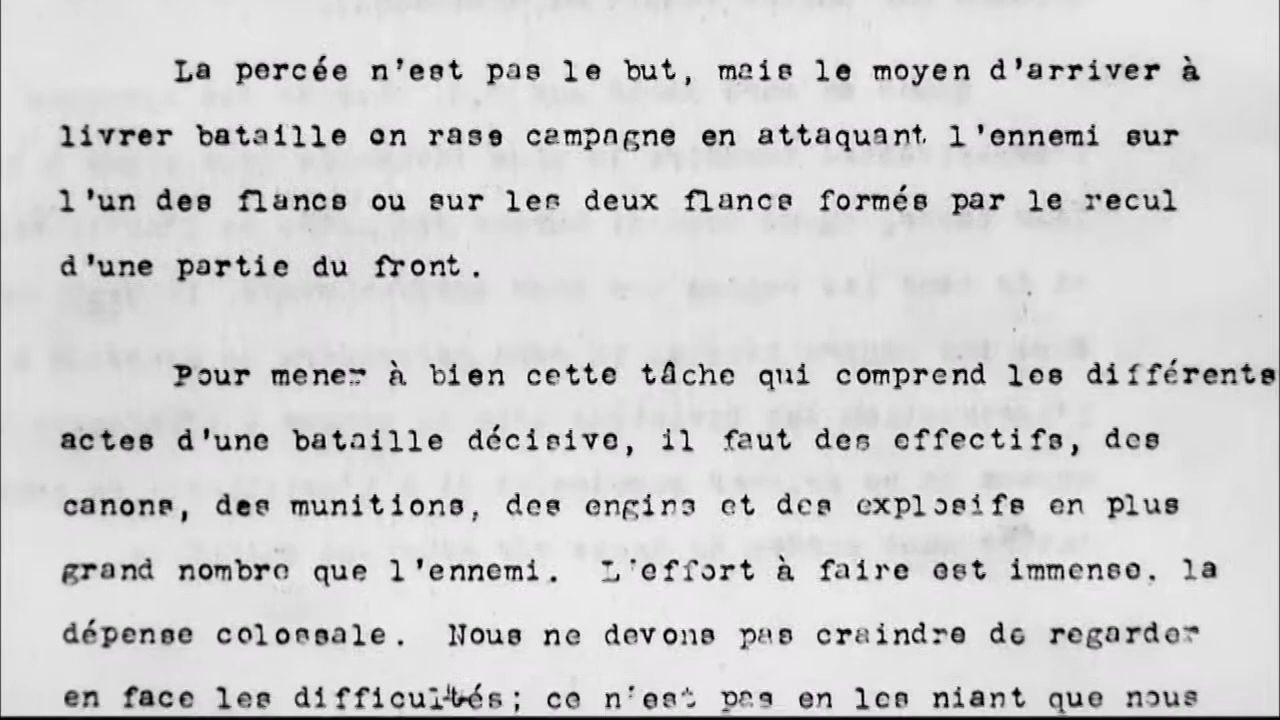 La percée n'est pas le but, mais le moyen d'arriver à
livrer bataille en rase campagne en attaquant l'ennemi sur
l'un des flancs ou sur les deux flancs formés par le recul
d'une partie du front.
Pour mener à bien cette tâche qui comprend les différents
actes d'une bataille décisive, il faut des effectifs, des
canons, des munitions, des engins et des explosifs en plus
grand nombre que l'ennemi. L'effort à faire est immense, la
dépense colossale. Nous ne devons pas craindre de regarder
en face les difficultés; ce n'est pas en les niant que nous